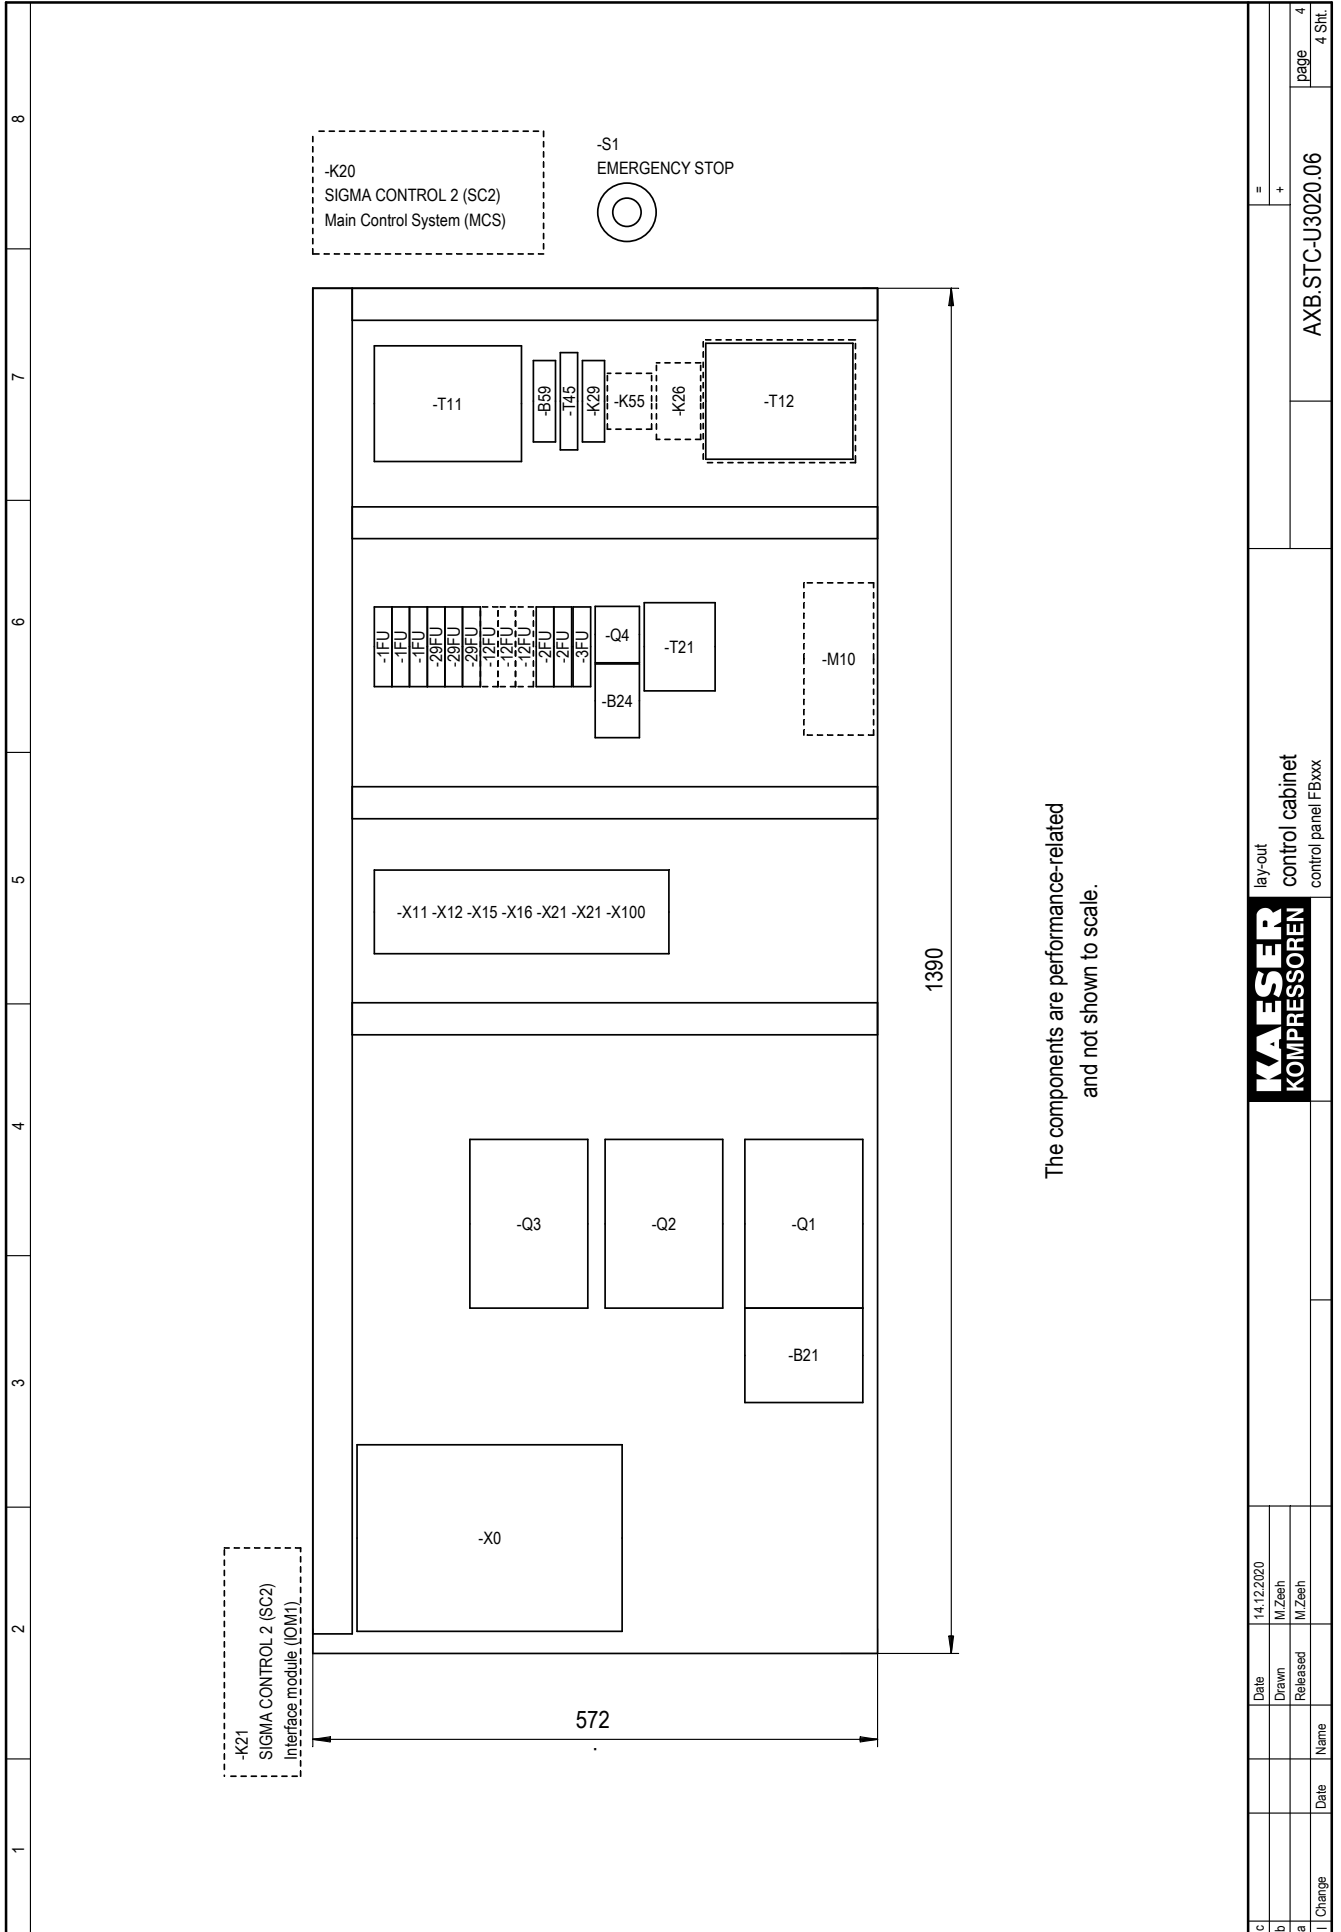 8
7
6
5
4
3
2
1
-K20
SIGMA CONTROL 2 (SC2)
Main Control System (MCS)
-S1
EMERGENCY STOP
-T11
-B59
-T45
-K29
-K55
-K26
-T12
-1FU
-1FU
-1FU
-29FU
-29FU
-29FU
-12FU
-12FU
-12FU
-2FU
-2FU
-3FU
-Q4
-B24
-T21
-M10
-X11 -X12 -X15 -X16 -X21 -X21 -X100
-Q3
-Q2
-Q1
-B21
-X0
-K21
SIGMA CONTROL 2 (SC2)
Interface module (IOM1)
1390
572
The components are performance-related
and not shown to scale.
c
b
a
Change
Date
Name
Date
14.12.2020
Drawn
M.Zeeh
Released
M.Zeeh
KAESER
KOMPRESSOREN
lay-out
control cabinet
control panel FBxxx
=
+
AXB.STC-U3020.06
page 4
4 Sht.